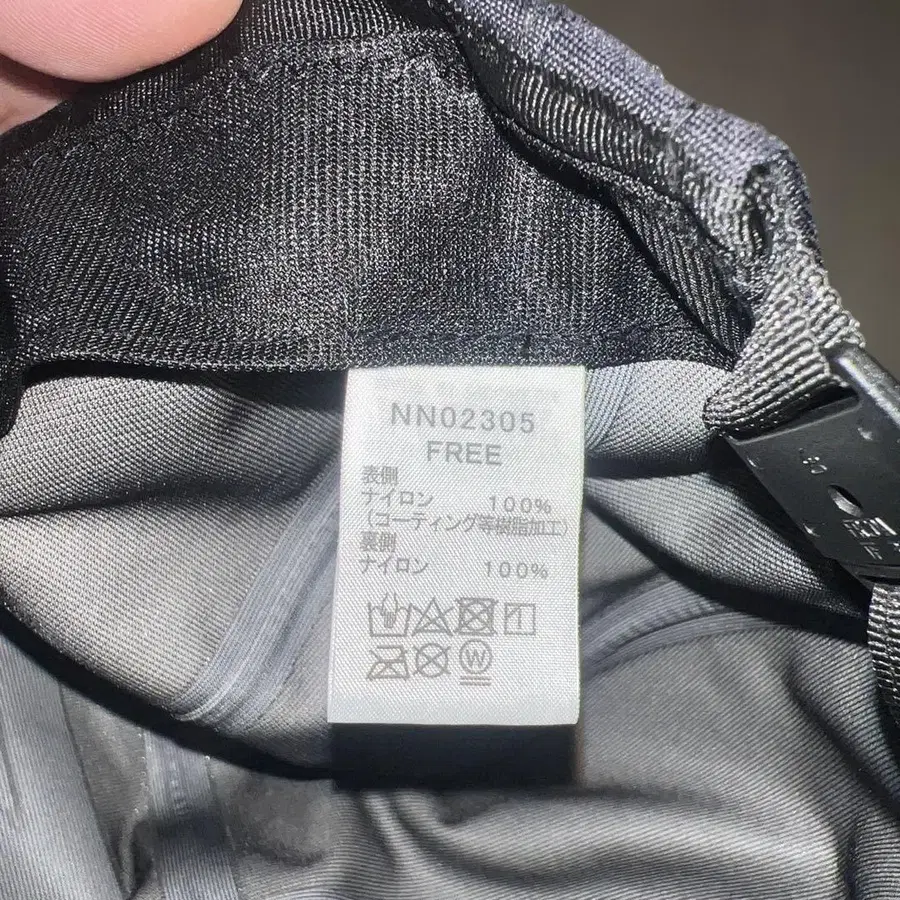 NN02305
FREE
表側
ナイロン 100%
(コーティング等樹脂加工)
裏側
ナイロン 100%
W